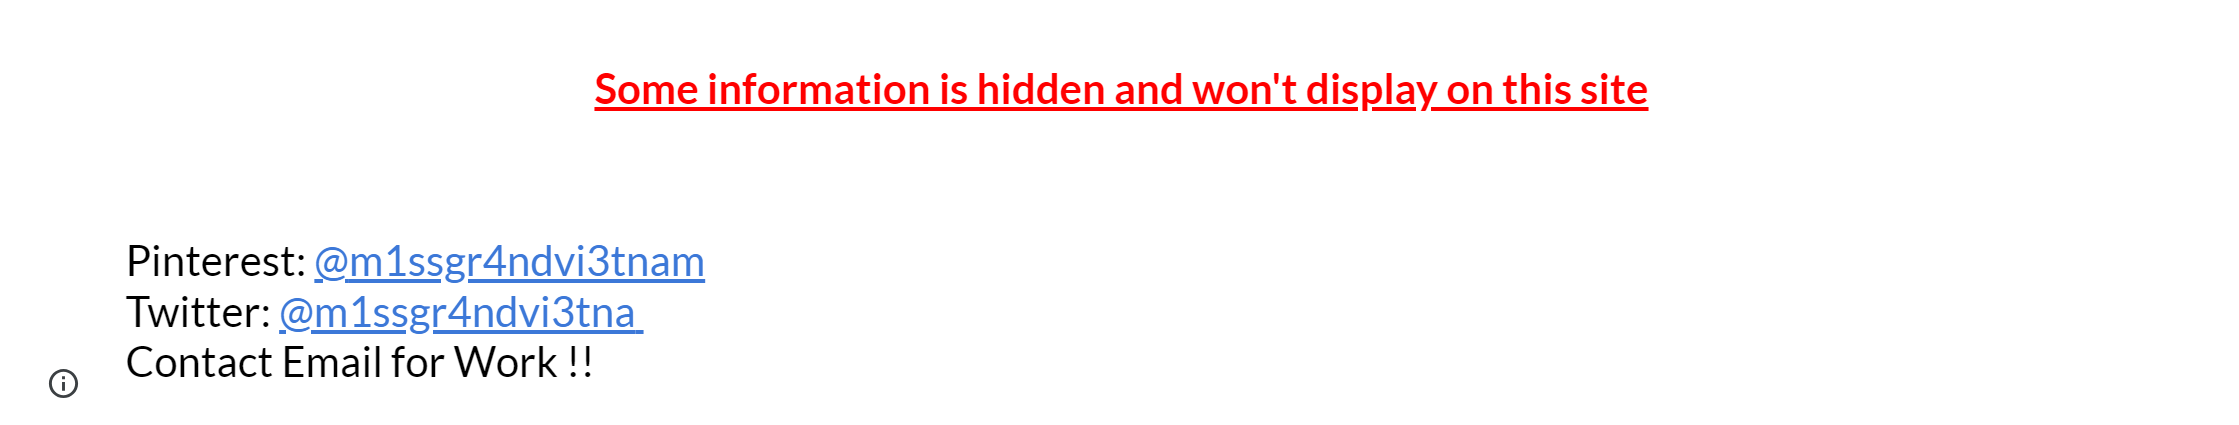 Some information is hidden and won't display on this site
Pinterest: @m1ssgr4ndvi3tnam
Twitter: @m1ssgr4ndvi3tna
Contact Email for Work !!